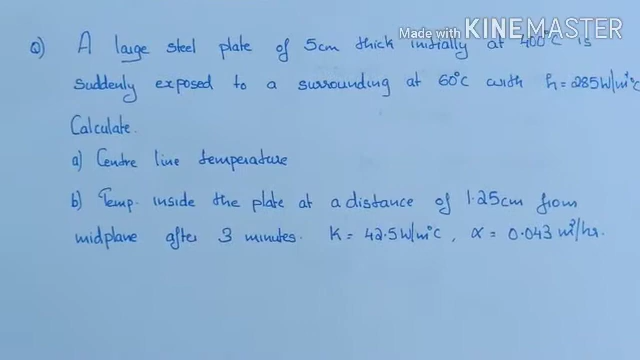 Made with KINEMASTER
Q) A large steel plate of 5cm thick initially at 400°C is
suddenly exposed to a surrounding at 60°C with h=285W/m²°C
Calculate.
a) Centre line temperature
b) Temp. inside the plate at a distance of 1.25cm from
midplane after 3 minutes. K = 42.5W/m°C, α = 0.043 m²/hr.